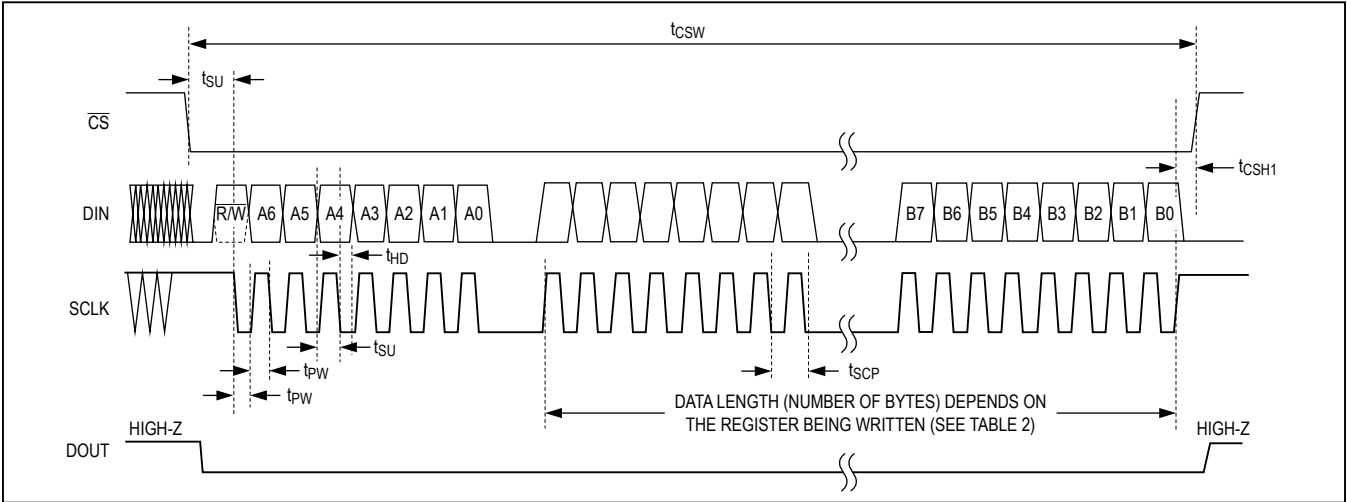 tCSW
tSU
CS
tCSH1
DIN
R/W A6 A5 A4 A3 A2 A1 A0 B7 B6 B5 B4 B3 B2 B1 B0
tHD
SCLK
tSU
tPW
tSCP
tPW
DATA LENGTH (NUMBER OF BYTES) DEPENDS ON
THE REGISTER BEING WRITTEN (SEE TABLE 2)
HIGH-Z
HIGH-Z
DOUT